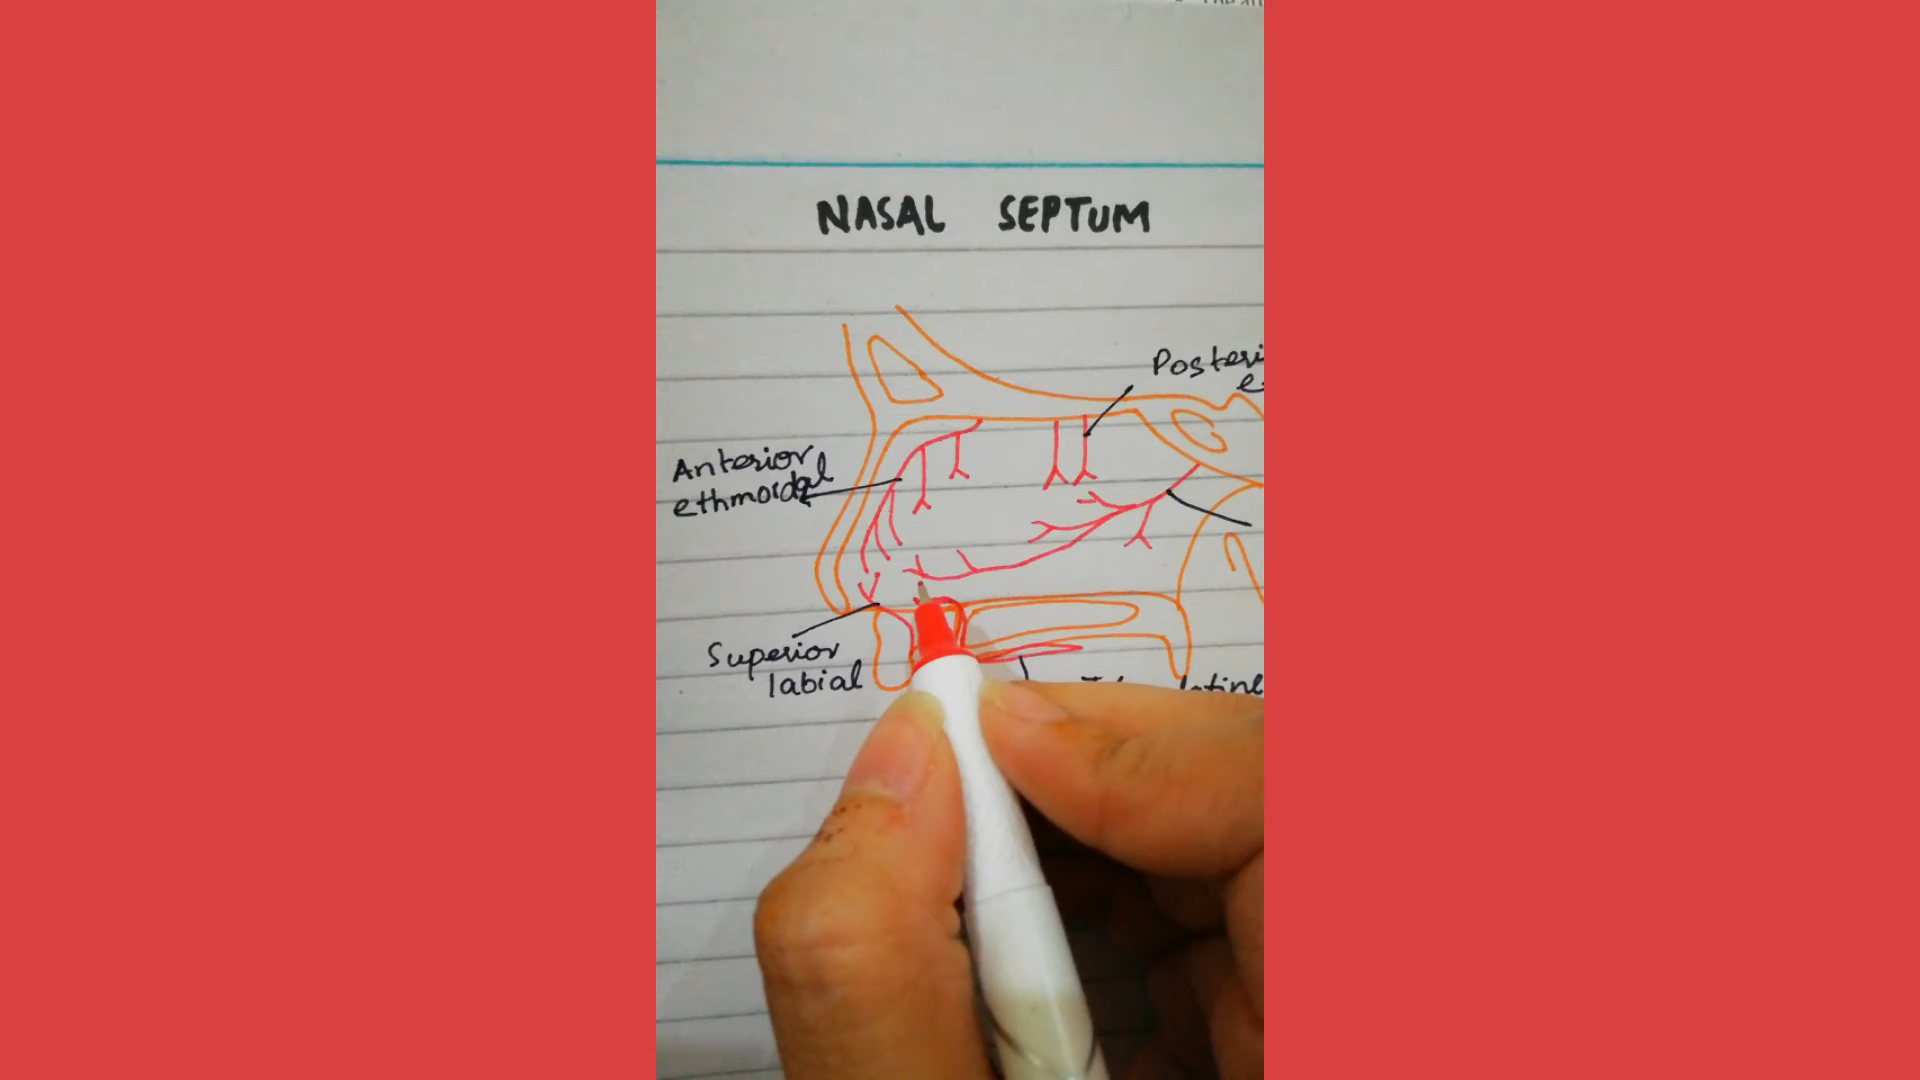 NASAL SEPTUM
Posteri
e
Anterior
ethmoidal
Superior
labial